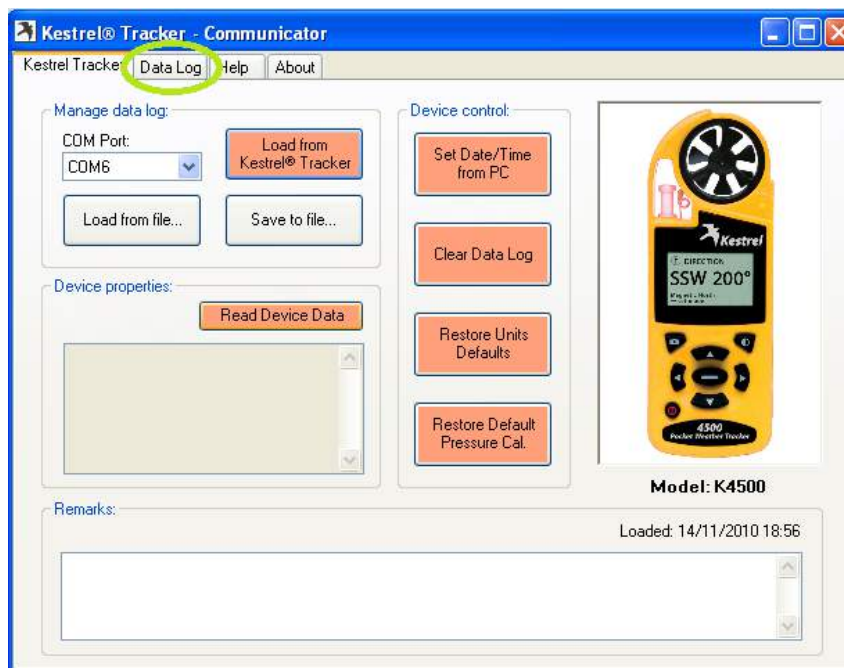 Kestrel® Tracker - Communicator
Kestrel Tracker Data Log Help About
Manage data log:
COM Port:
COM6
Load from
Kestrel® Tracker
Load from file...
Save to file...
Device properties:
Read Device Data
Device control:
Set Date/Time
from PC
Clear Data Log
Restore Units
Defaults
Restore Default
Pressure Cal.
Kestrel
DIRECTION
SSW 200°
4500
Pocket Weather Tracker
Model: K4500
Remarks:
Loaded: 14/11/2010 18:56